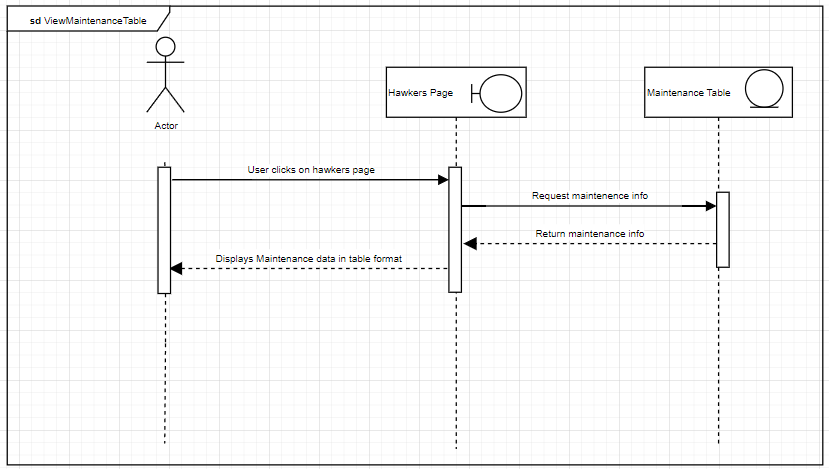 sd ViewMaintenanceTable
Actor
Hawkers Page
Maintenance Table
User clicks on hawkers page
Request maintenence info
Return maintenance info
Displays Maintenance data in table format